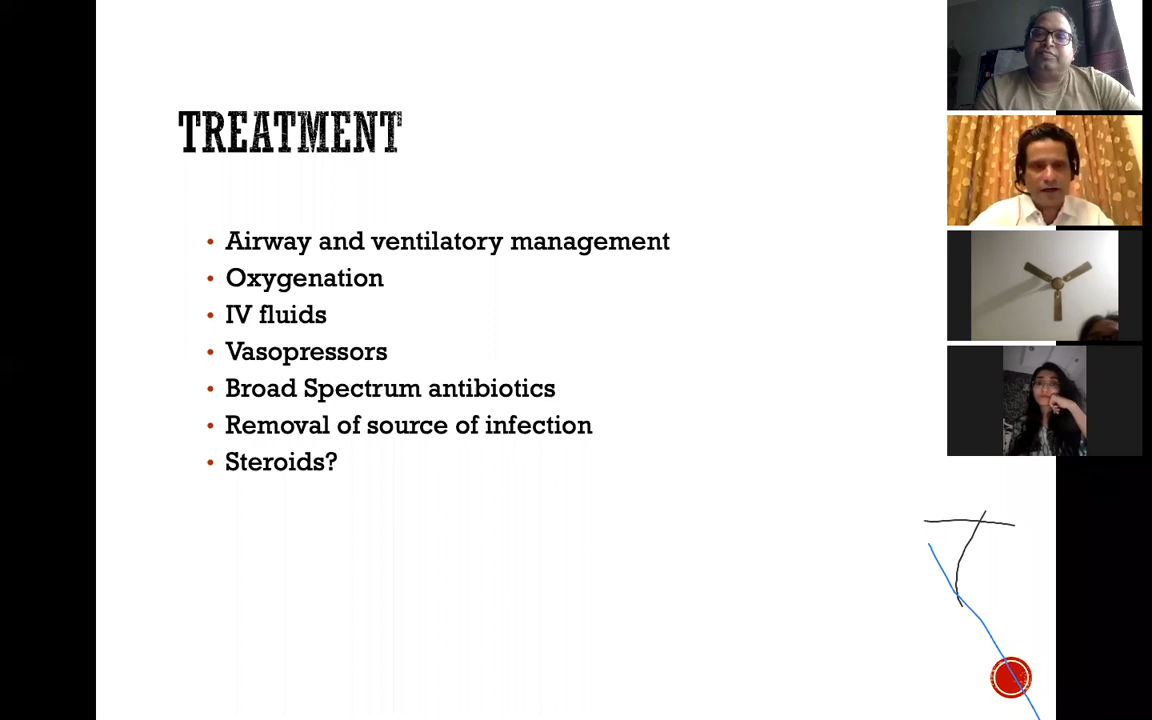 TREATMENT
• Airway and ventilatory management
• Oxygenation
• IV fluids
• Vasopressors
• Broad Spectrum antibiotics
• Removal of source of infection
• Steroids?